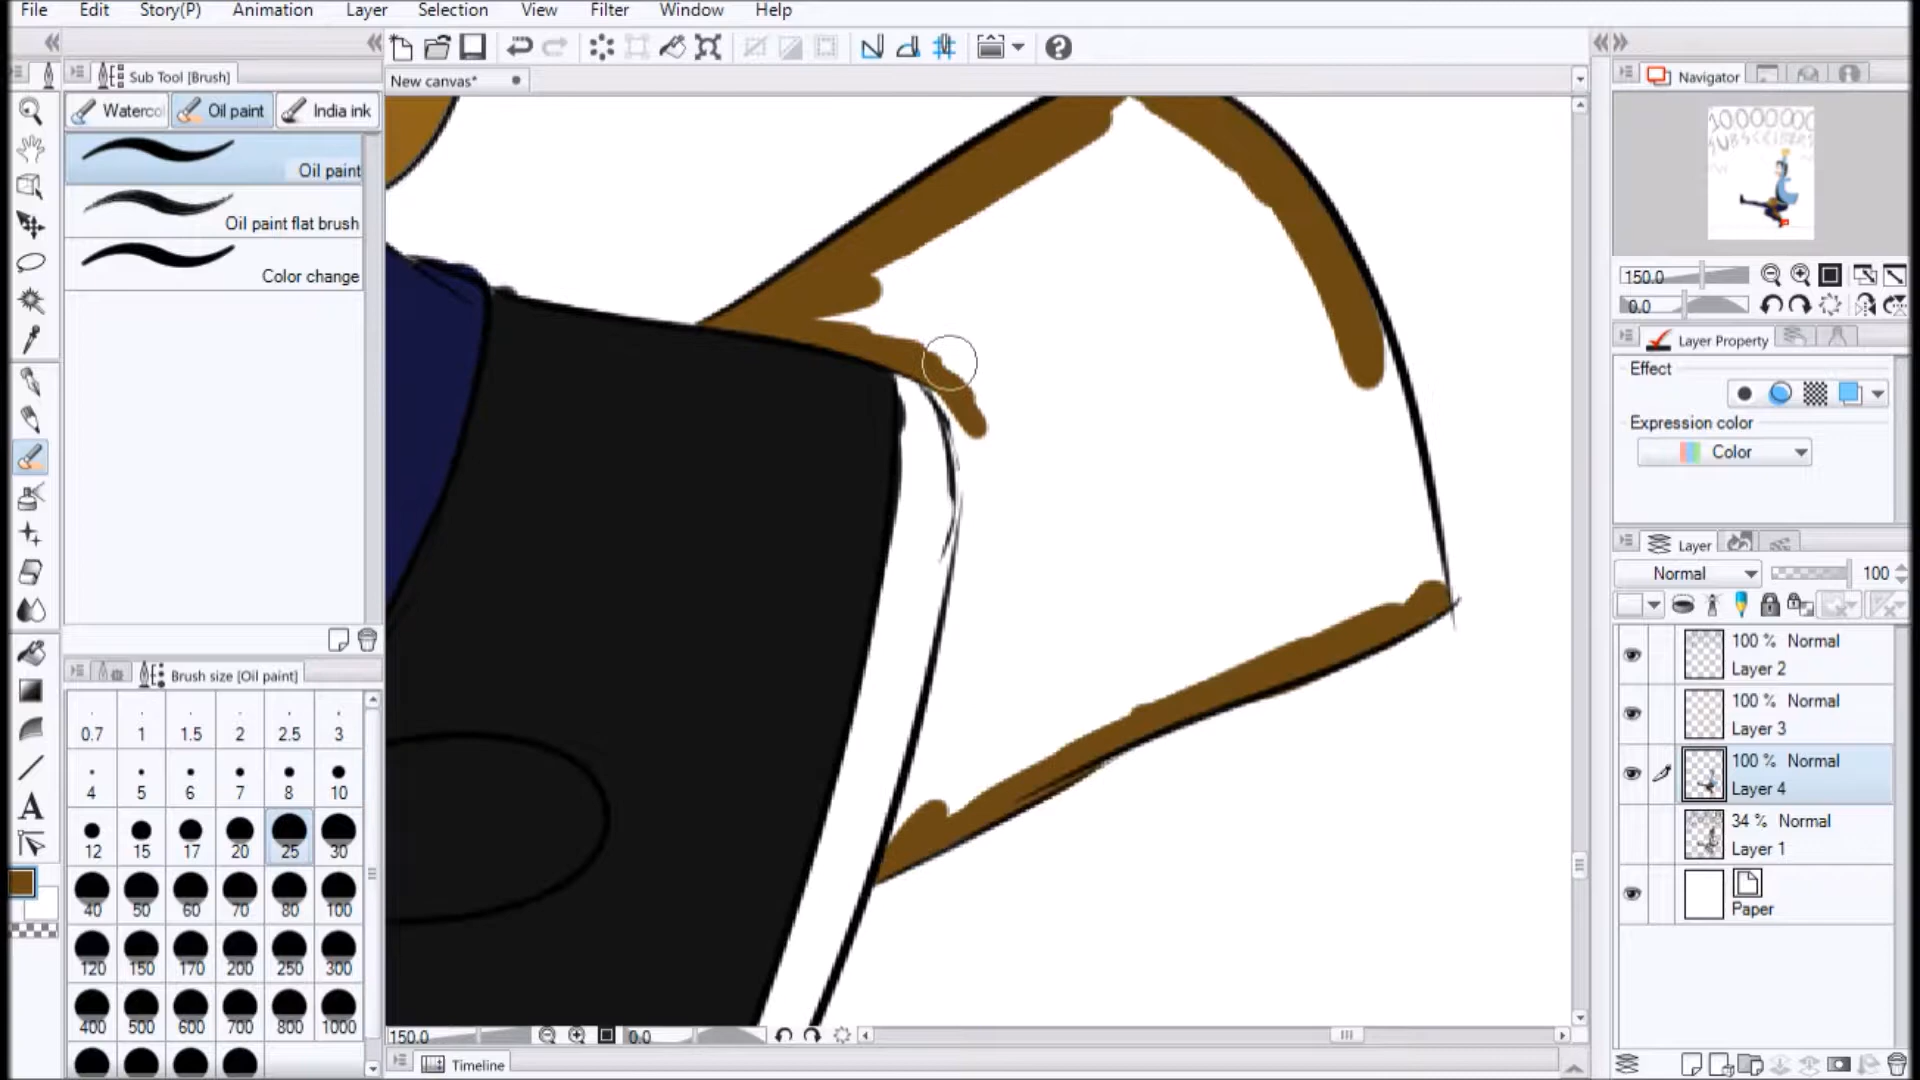 File Edit Story(P) Animation Layer Selection View Filter Window Help
Sub Tool [Brush]
Navigator
New canvas*
Waterco Oil paint India ink
10000000
SUBSCRIBERS
Oil paint
Oil paint flat brush
Color change
150.0
0.0
Layer Property
Effect
Expression color
Color
Layer
Normal 100
100 % Normal
Layer 2
100 % Normal
Layer 3
100 % Normal
Layer 4
34 % Normal
Layer 1
Paper
Brush size [Oil paint]
0.7 1 1.5 2 2.5 3
4 5 6 7 8 10
12 15 17 20 25 30
40 50 60 70 80 100
120 150 170 200 250 300
400 500 600 700 800 1000
A
150.0 0.0
Timeline